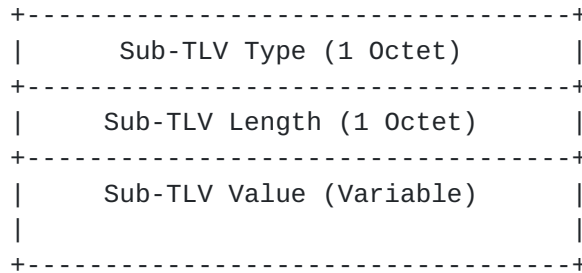 +-----------------------------------+
|      Sub-TLV Type (1 Octet)       |
+-----------------------------------+
|     Sub-TLV Length (1 Octet)      |
+-----------------------------------+
|     Sub-TLV Value (Variable)      |
|                                   |
+-----------------------------------+